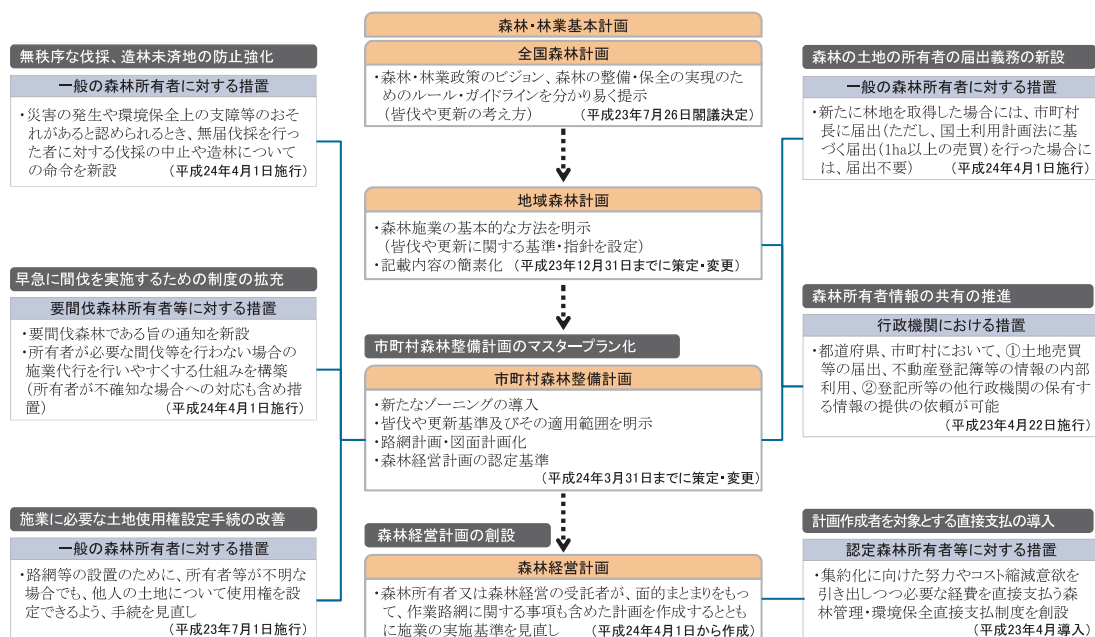 森林・林業基本計画
全国森林計画
・森林・林業政策のビジョン、森林の整備・保全の実現のた
めのルール・ガイドラインを分かり易く提示
(皆伐や更新の考え方)
(平成23年7月26日閣議決定)
地域森林計画
・森林施業の基本的な方法を明示
(皆伐や更新に関する基準・指針を設定)
・記載内容の簡素化 (平成23年12月31日までに策定・変更)
市町村森林整備計画のマスタープラン化
市町村森林整備計画
・新たなゾーニングの導入
・皆伐や更新基準及びその適用範囲を明示
・路網計画・図面計画化
・森林経営計画の認定基準
(平成24年3月31日までに策定・変更)
森林経営計画の創設
森林経営計画
・森林所有者又は森林経営の受託者が、面的まとまりをもっ
て、作業路網に関する事項も含めた計画を作成するととも
に施業の実施基準を見直し (平成24年4月1日から作成)
無秩序な伐採、造林未済地の防止強化
一般の森林所有者に対する措置
・災害の発生や環境保全上の支障等のおそ
れがあると認められるとき、無届伐採を行っ
た者に対する伐採の中止や造林について
の命令を新設
(平成24年4月1日施行)
早急に間伐を実施するための制度の拡充
要間伐森林所有者等に対する措置
・要間伐森林である旨の通知を新設
・所有者が必要な間伐等を行わない場合の
施業代行を行いやすくする仕組みを構築
(所有者が不確知な場合への対応も含め措
置)
(平成24年4月1日施行)
施業に必要な土地使用権設定手続の改善
一般の森林所有者に対する措置
・路網等の設置のために、所有者等が不明な
場合でも、他人の土地について使用権を
設定できるよう、手続を見直し
(平成23年7月1日施行)
森林の土地の所有者の届出義務の新設
一般の森林所有者に対する措置
・新たに林地を取得した場合には、市町村
長に届出(ただし、国土利用計画法に基
づく届出(1ha以上の売買)を行った場合に
は、届出不要)
(平成24年4月1日施行)
森林所有者情報の共有の推進
行政機関における措置
・都道府県、市町村において、①土地売買
等の届出、不動産登記簿等の情報の内部
利用、②登記所等の他行政機関の保有す
る情報の提供の依頼が可能
(平成23年4月22日施行)
計画作成者を対象とする直接支払の導入
認定森林所有者等に対する措置
・集約化に向けた努力やコスト縮減意欲を
引き出しつつ必要な経費を直接支払う森
林管理・環境保全直接支払制度を創設
(平成23年4月導入)